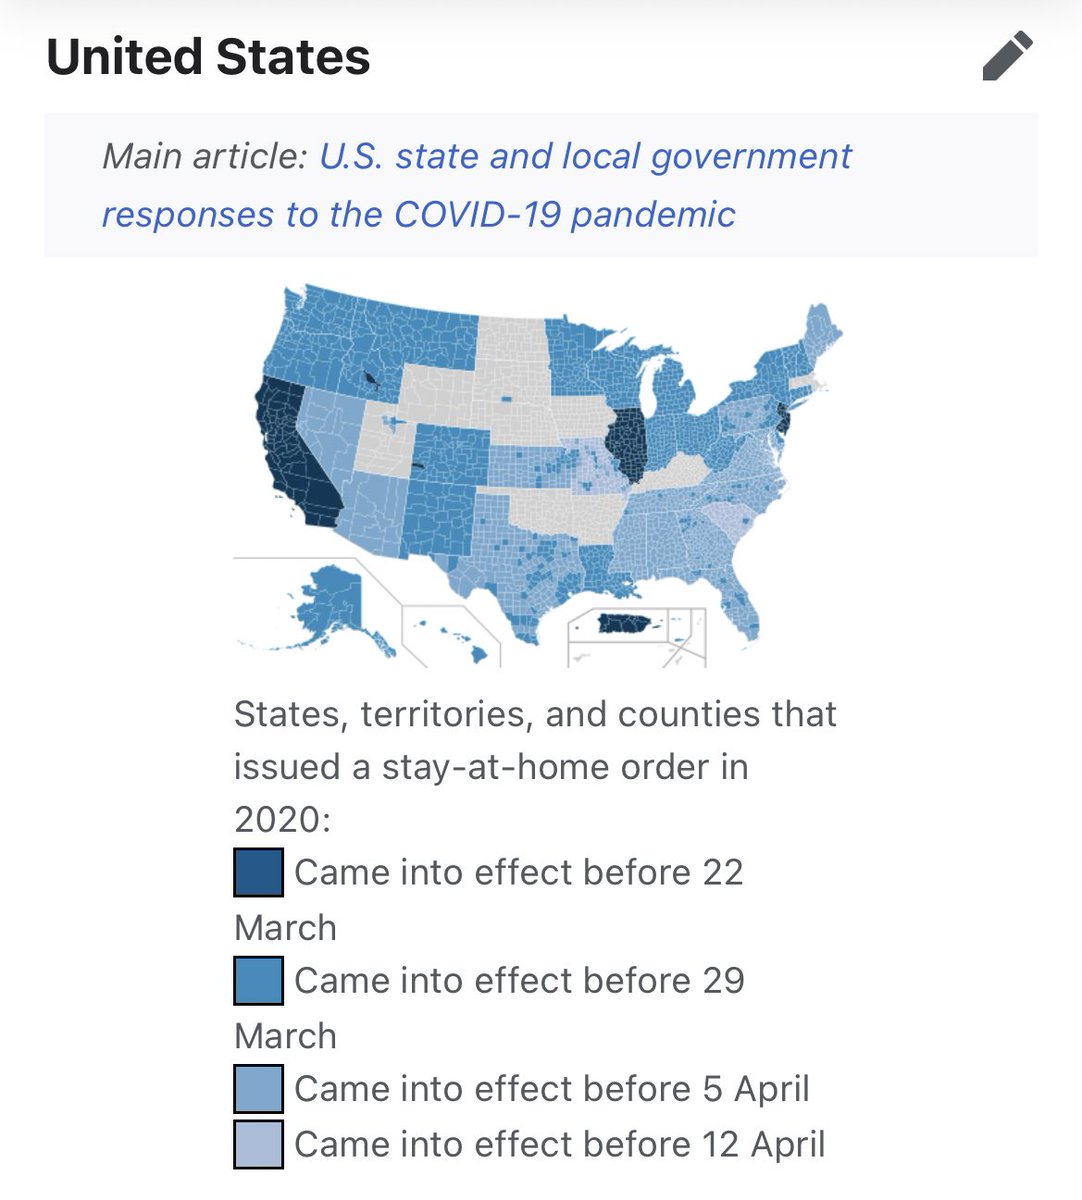 United States
Main article: U.S. state and local government
responses to the COVID-19 pandemic
States, territories, and counties that
issued a stay-at-home order in
2020:
Came into effect before 22
March
Came into effect before 29
March
Came into effect before 5 April
Came into effect before 12 April